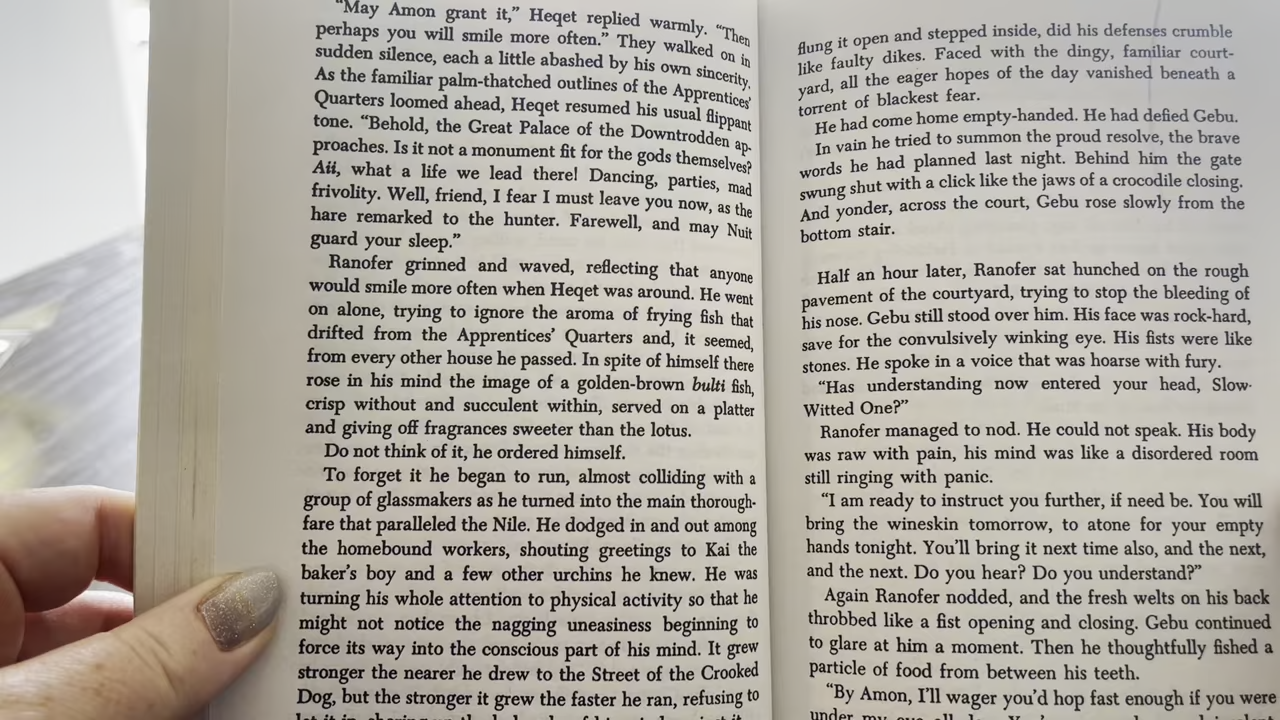 "May Amon grant it," Heqet replied warmly. "Then
perhaps you will smile more often." They walked on in
sudden silence, each a little abashed by his own sincerity.
As the familiar palm-thatched outlines of the Apprentices'
Quarters loomed ahead, Heqet resumed his usual flippant
tone. "Behold, the Great Palace of the Downtrodden ap-
proaches. Is it not a monument fit for the gods themselves?
Aii, what a life we lead there! Dancing, parties, mad
frivolity. Well, friend, I fear I must leave you now, as the
hare remarked to the hunter. Farewell, and may Nuit
guard your sleep."
Ranofer grinned and waved, reflecting that anyone
would smile more often when Heqet was around. He went
on alone, trying to ignore the aroma of frying fish that
drifted from the Apprentices' Quarters and, it seemed,
from every other house he passed. In spite of himself there
rose in his mind the image of a golden-brown bulti fish,
crisp without and succulent within, served on a platter
and giving off fragrances sweeter than the lotus.
Do not think of it, he ordered himself.
To forget it he began to run, almost colliding with a
group of glassmakers as he turned into the main thorough-
fare that paralleled the Nile. He dodged in and out among
the homebound workers, shouting greetings to Kai the
baker's boy and a few other urchins he knew. He was
turning his whole attention to physical activity so that he
might not notice the nagging uneasiness beginning to
force its way into the conscious part of his mind. It grew
stronger the nearer he drew to the Street of the Crooked
Dog, but the stronger it grew the faster he ran, refusing to
flung it open and stepped inside, did his defenses crumble
like faulty dikes. Faced with the dingy, familiar court-
yard, all the eager hopes of the day vanished beneath a
torrent of blackest fear.
He had come home empty-handed. He had defied Gebu.
In vain he tried to summon the proud resolve, the brave
words he had planned last night. Behind him the gate
swung shut with a click like the jaws of a crocodile closing.
And yonder, across the court, Gebu rose slowly from the
bottom stair.
Half an hour later, Ranofer sat hunched on the rough
pavement of the courtyard, trying to stop the bleeding of
his nose. Gebu still stood over him. His face was rock-hard,
save for the convulsively winking eye. His fists were like
stones. He spoke in a voice that was hoarse with fury.
"Has understanding now entered your head, Slow-
Witted One?"
Ranofer managed to nod. He could not speak. His body
was raw with pain, his mind was like a disordered room
still ringing with panic.
"I am ready to instruct you further, if need be. You will
bring the wineskin tomorrow, to atone for your empty
hands tonight. You'll bring it next time also, and the next,
and the next. Do you hear? Do you understand?"
Again Ranofer nodded, and the fresh welts on his back
throbbed like a fist opening and closing. Gebu continued
to glare at him a moment. Then he thoughtfully fished a
particle of food from between his teeth.
"By Amon, I'll wager you'd hop fast enough if you were